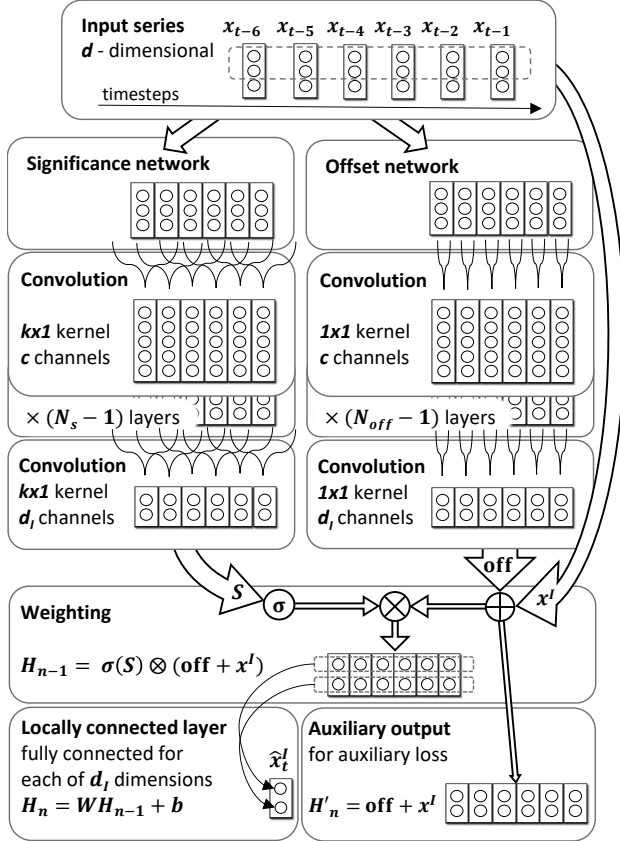 Input series
d - dimensional
x_{t-6} x_{t-5} x_{t-4} x_{t-3} x_{t-2} x_{t-1}
timesteps
Significance network
Offset network
Convolution
kx1 kernel
c channels
Convolution
1x1 kernel
c channels
× (N_s − 1) layers
× (N_{off} − 1) layers
Convolution
kx1 kernel
d_I channels
Convolution
1x1 kernel
d_I channels
S
σ
off
x^I
Weighting
H_{n−1} = σ(S) ⊗ (off + x^I)
Locally connected layer
fully connected for
each of d_I dimensions
H_n = WH_{n−1} + b
x̂_t^I
Auxiliary output
for auxiliary loss
H'_n = off + x^I